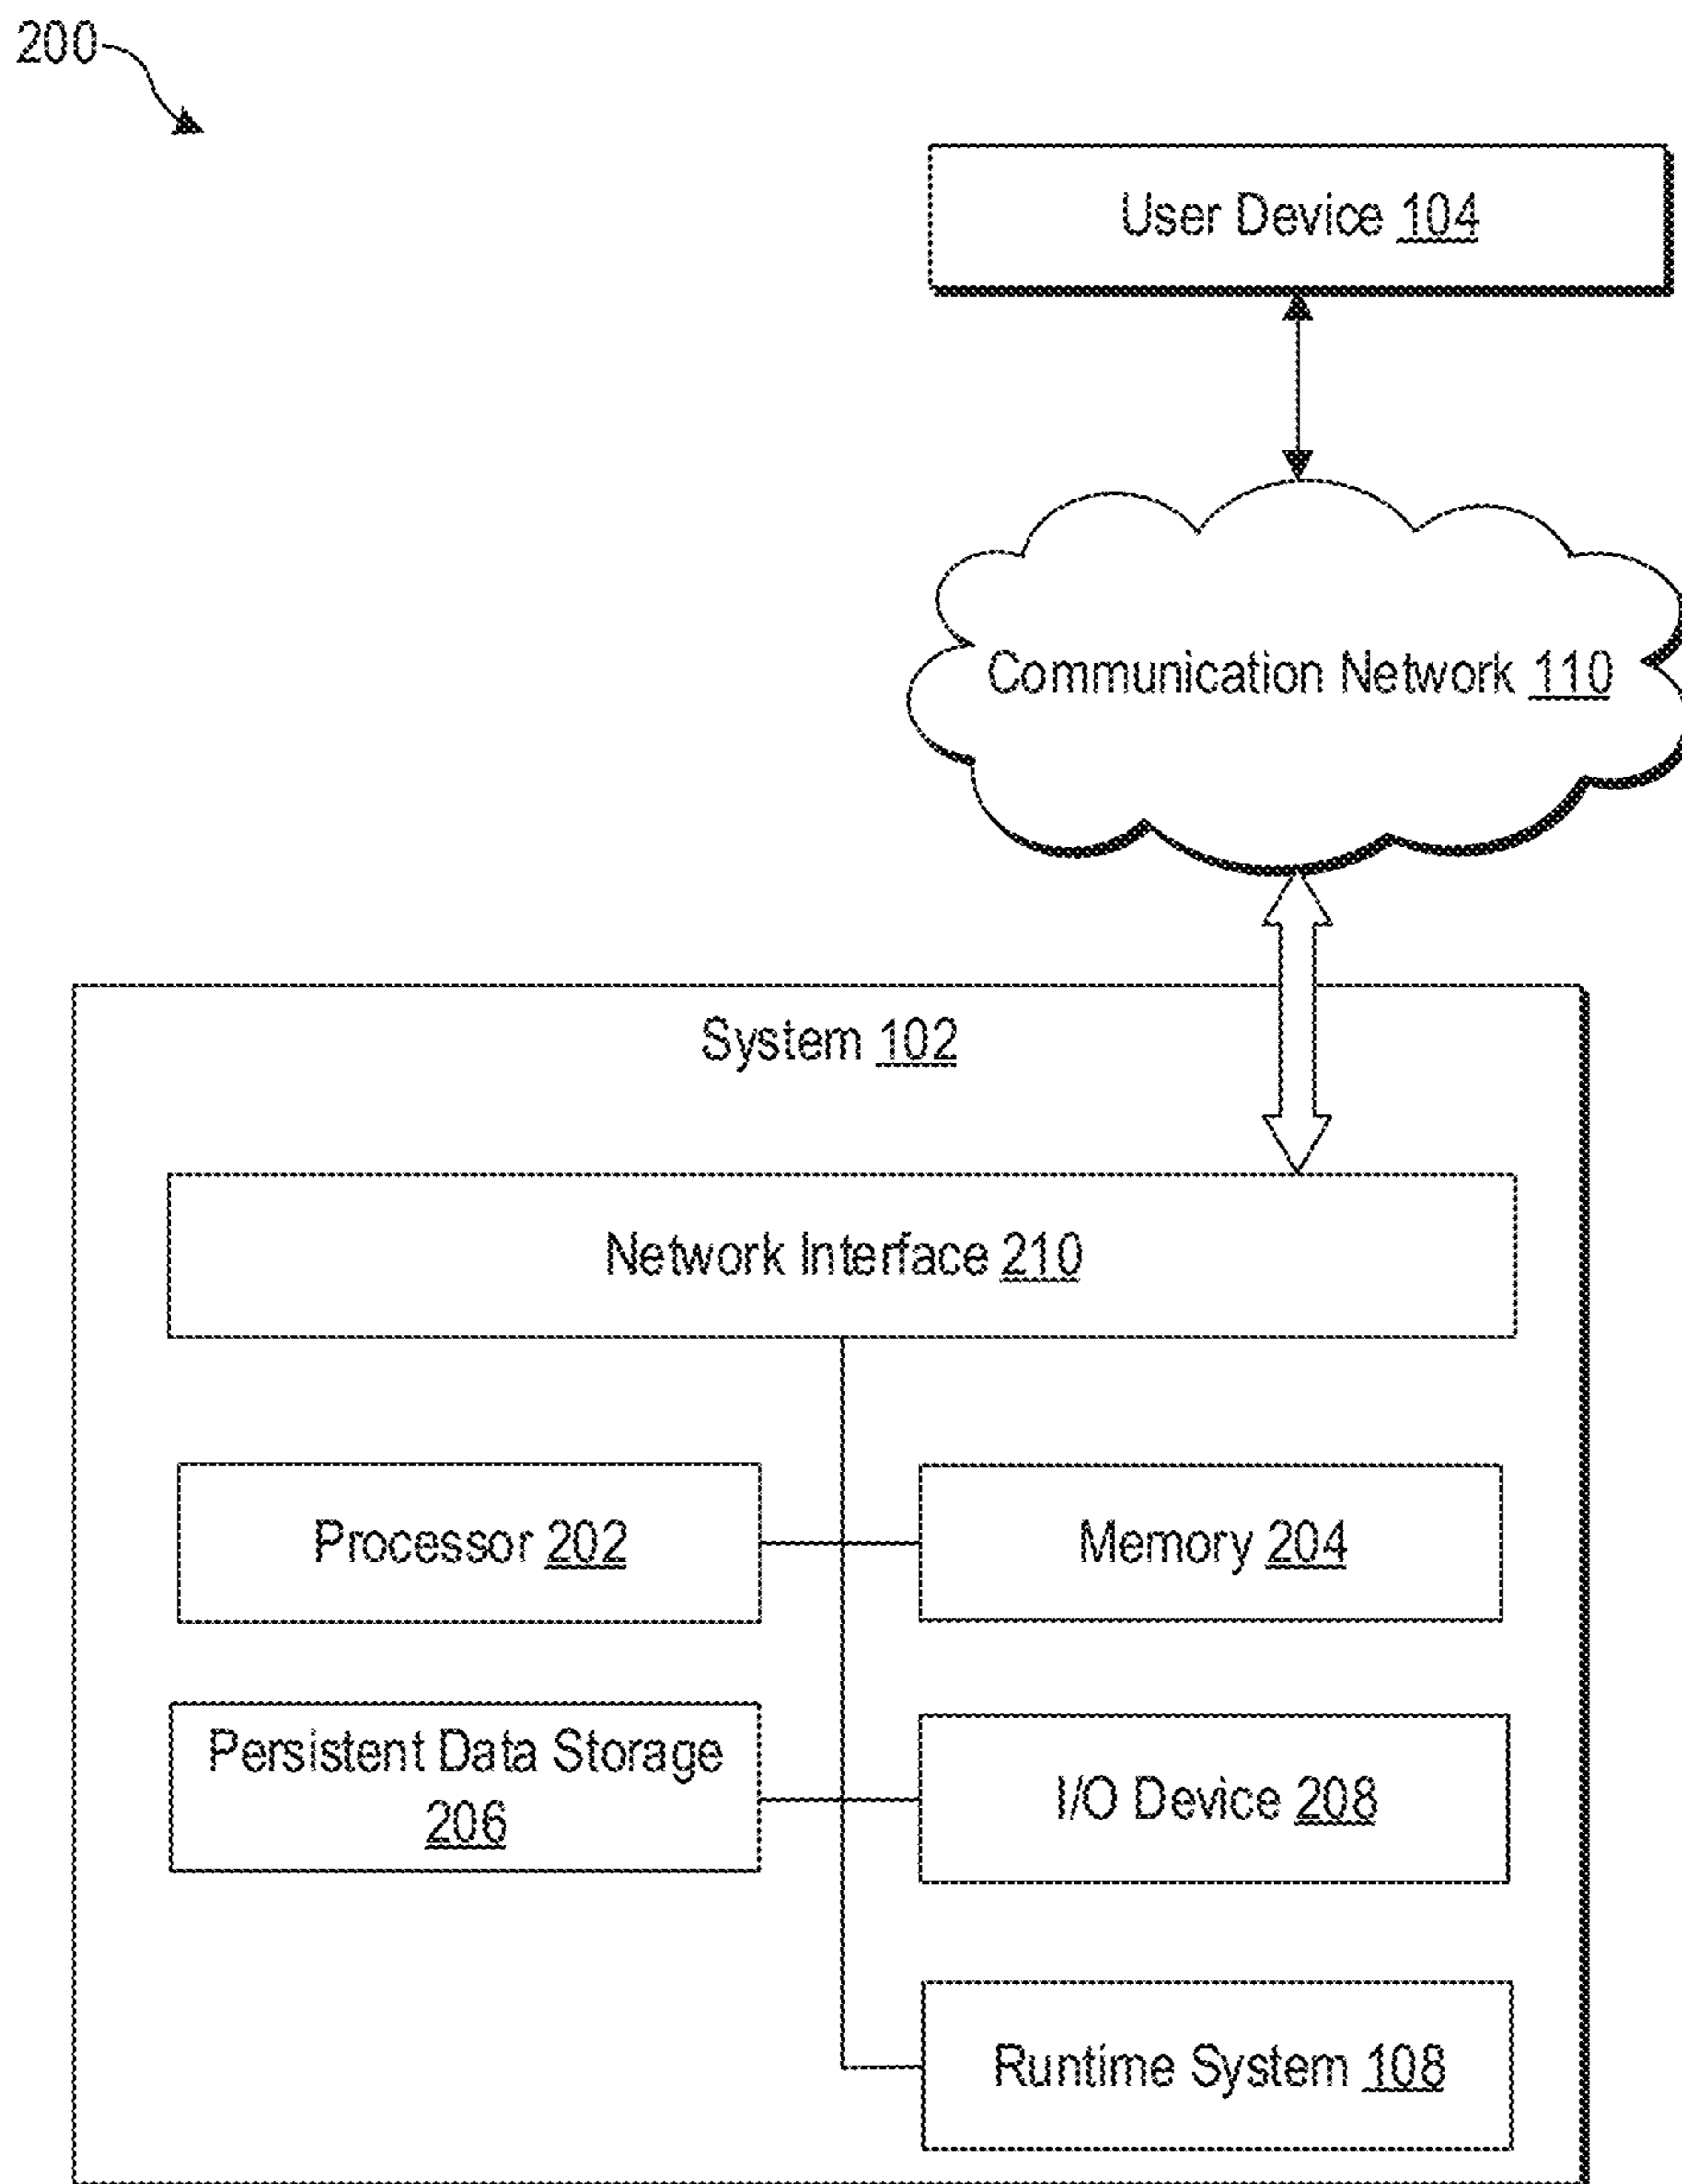 200
User Device 104
Communication Network 110
System 102
Network Interface 210
Processor 202
Memory 204
Persistent Data Storage
206
I/O Device 208
Runtime System 108